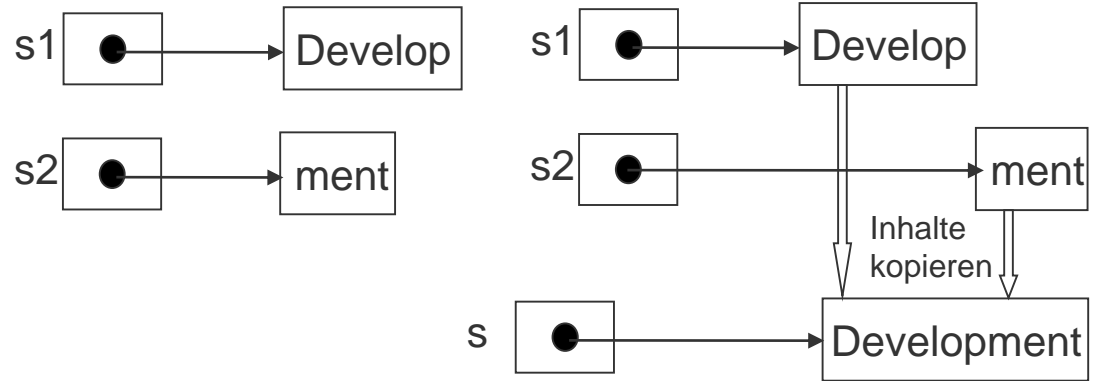 s1 Develop
s2 ment
s1 Develop
s2 ment
Inhalte
kopieren
s Development